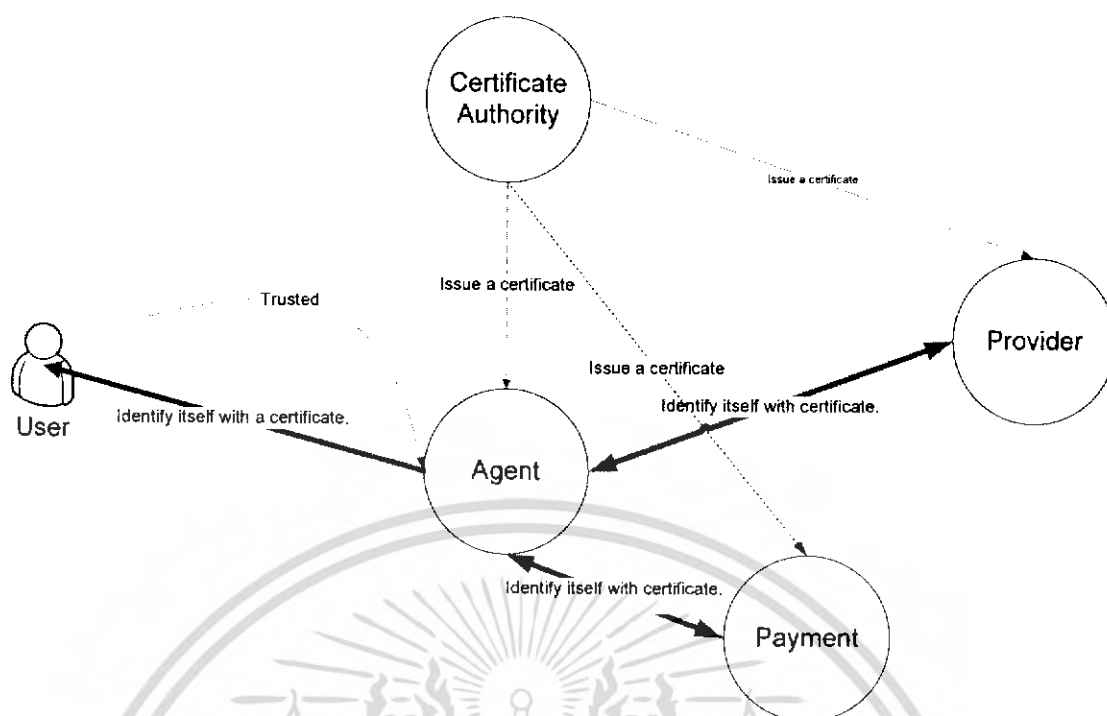 Certificate
Authority
Issue a certificate
Issue a certificate
Trusted
Provider
Issue a certificate
Identify itself with a certificate.
Identify itself with certificate.
User
Agent
Identify itself with certificate.
Payment